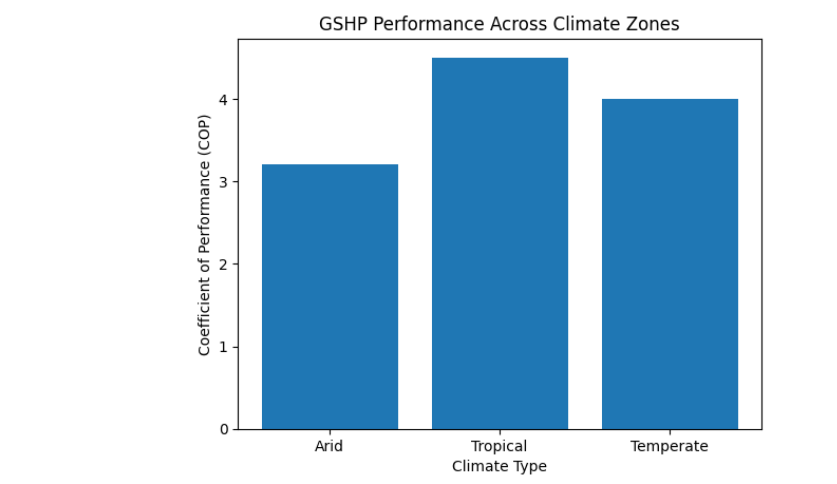 GSHP Performance Across Climate Zones
Coefficient of Performance (COP)
4
3
2
1
0
Arid
Tropical
Temperate
Climate Type